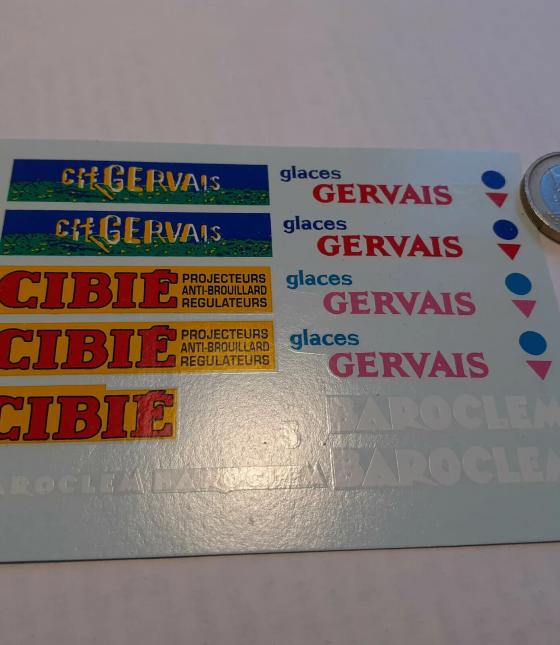 CH.GERVAIS
CH.GERVAIS
CIBIÉ PROJECTEURS
ANTI-BROUILLARD
REGULATEURS
CIBIÉ PROJECTEURS
ANTI-BROUILLARD
REGULATEURS
CIBIÉ
glaces
GERVAIS
glaces
GERVAIS
glaces
GERVAIS
glaces
GERVAIS
BAROCLEM
BAROCLEM
AROCLEM
BAROCLEM